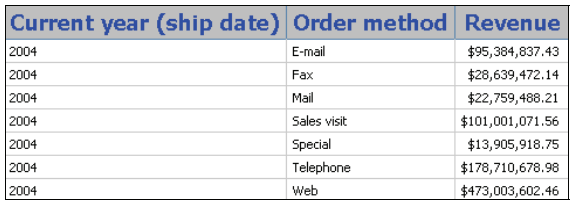 Current year (ship date) Order method Revenue
2004 E-mail $95,384,837.43
2004 Fax $28,639,472.14
2004 Mail $22,759,488.21
2004 Sales visit $101,001,071.56
2004 Special $13,905,918.75
2004 Telephone $178,710,678.98
2004 Web $473,003,602.46